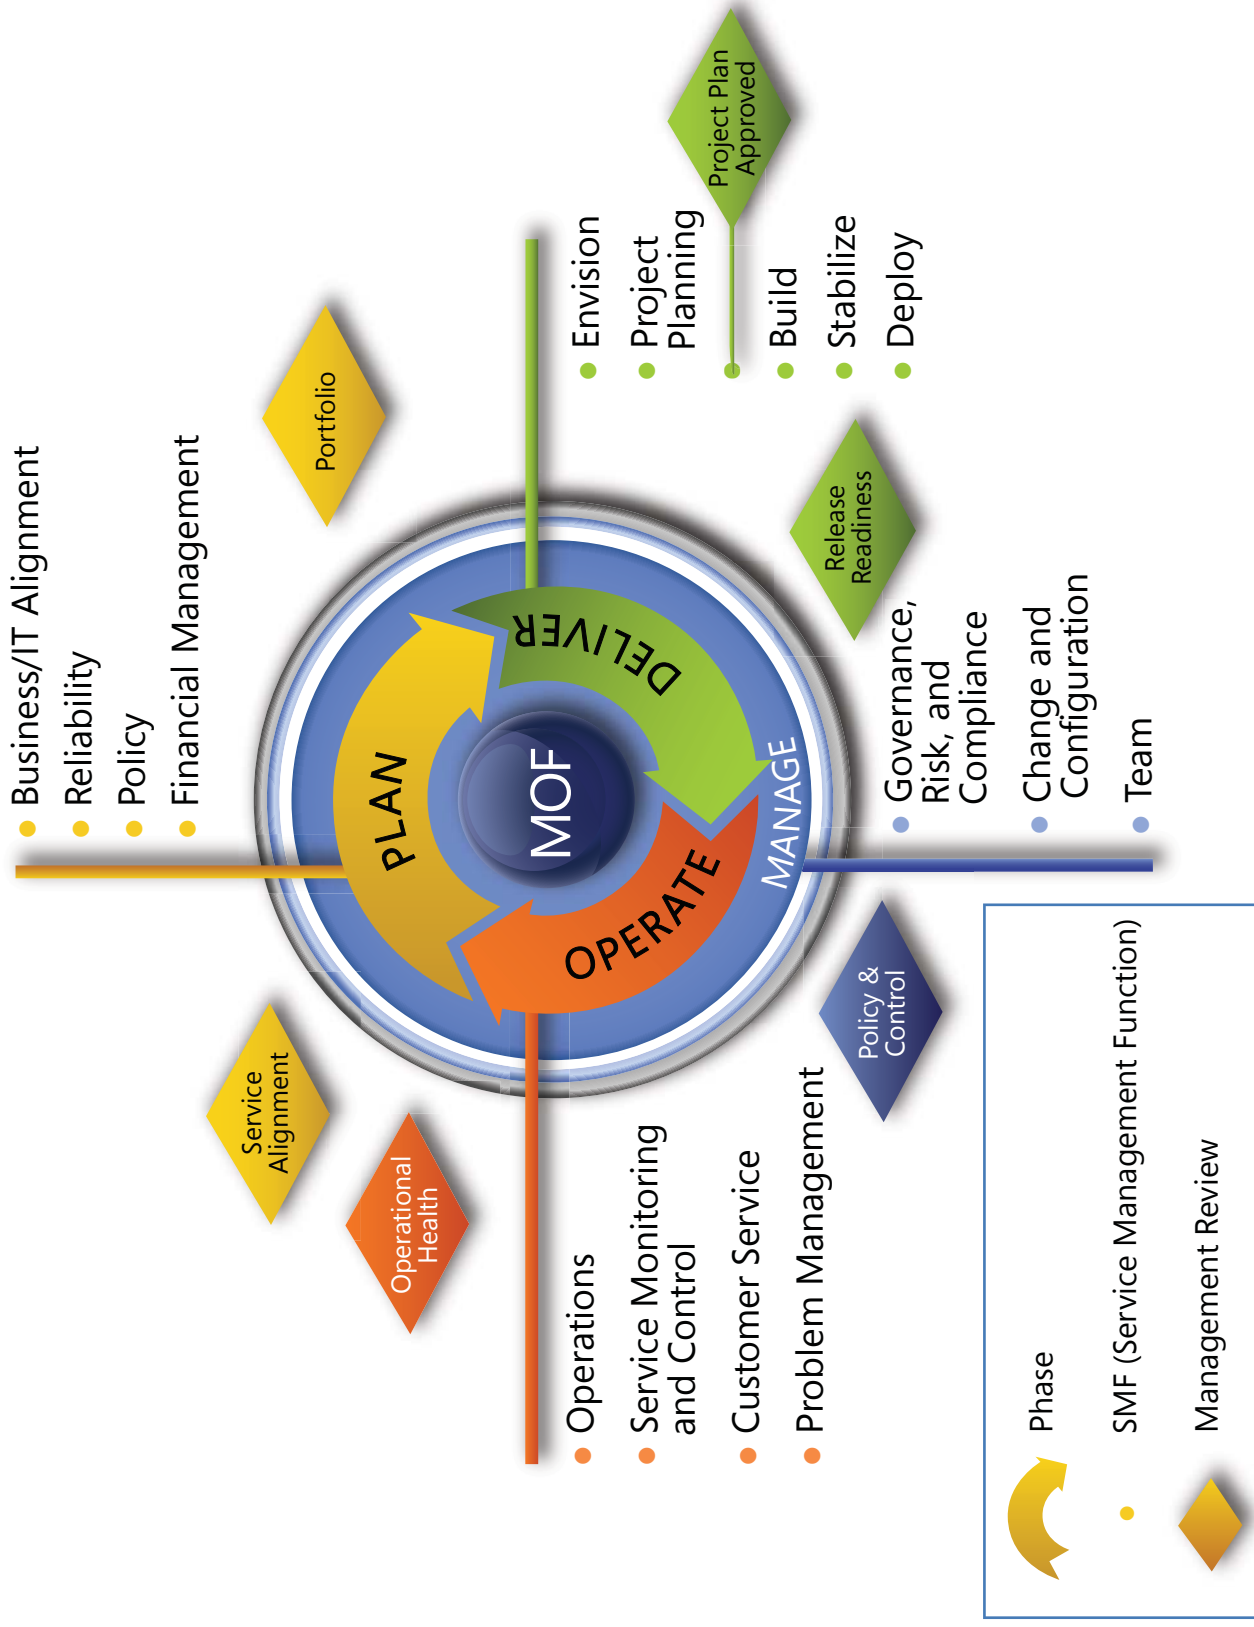 Business/IT Alignment
Reliability
Policy
Financial Management
Service
Alignment
Portfolio
Operational
Health
PLAN
DELIVER
OPERATE
MOF
MANAGE
Operations
Service Monitoring
and Control
Customer Service
Problem Management
Envision
Project
Planning
Project Plan
Approved
Build
Stabilize
Deploy
Release
Readiness
Policy &
Control
Governance,
Risk, and
Compliance
Change and
Configuration
Team
Phase
SMF (Service Management Function)
Management Review